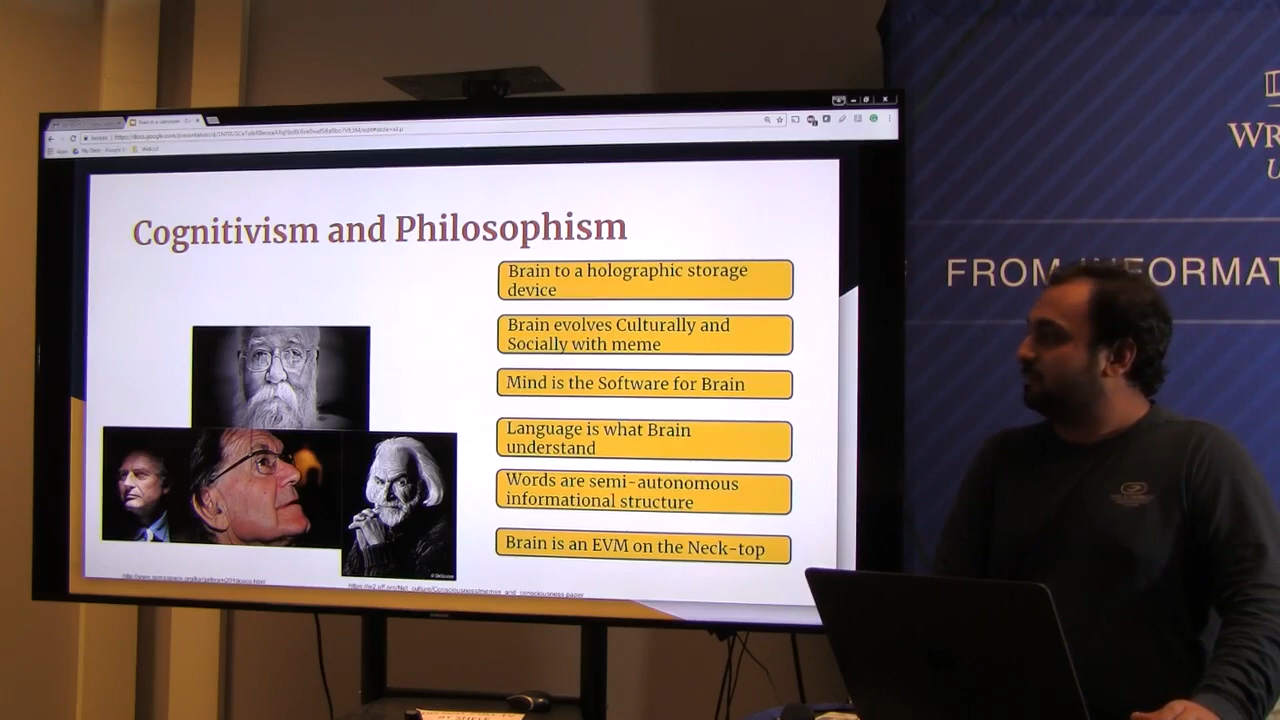 Cognitivism and Philosophism
Brain to a holographic storage
device
Brain evolves Culturally and
Socially with meme
Mind is the Software for Brain
Language is what Brain
understand
Words are semi-autonomous
informational structure
Brain is an EVM on the Neck-top
WR
U
FROM INFORMAT